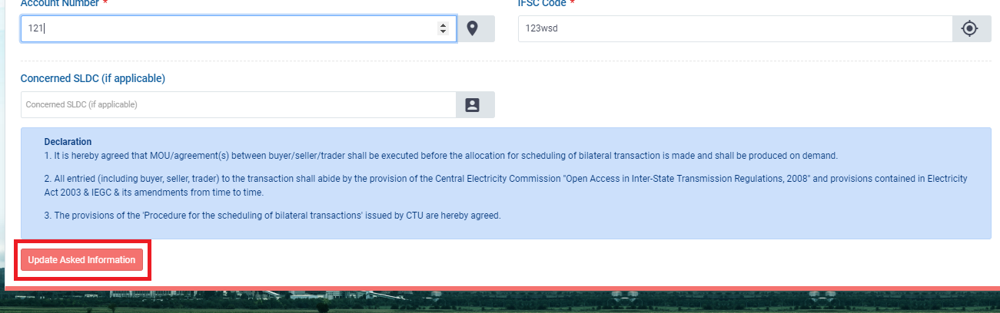 Account Number *
IFSC Code *
121
123wsd
Concerned SLDC (if applicable)
Concerned SLDC (if applicable)
Declaration
1. It is hereby agreed that MOU/agreement(s) between buyer/seller/trader shall be executed before the allocation for scheduling of bilateral transaction is made and shall be produced on demand.
2. All entried (including buyer, seller, trader) to the transaction shall abide by the provision of the Central Electricity Commission "Open Access in Inter-State Transmission Regulations, 2008" and provisions contained in Electricity
Act 2003 & IEGC & its amendments from time to time.
3. The provisions of the 'Procedure for the scheduling of bilateral transactions' issued by CTU are hereby agreed.
Update Asked Information